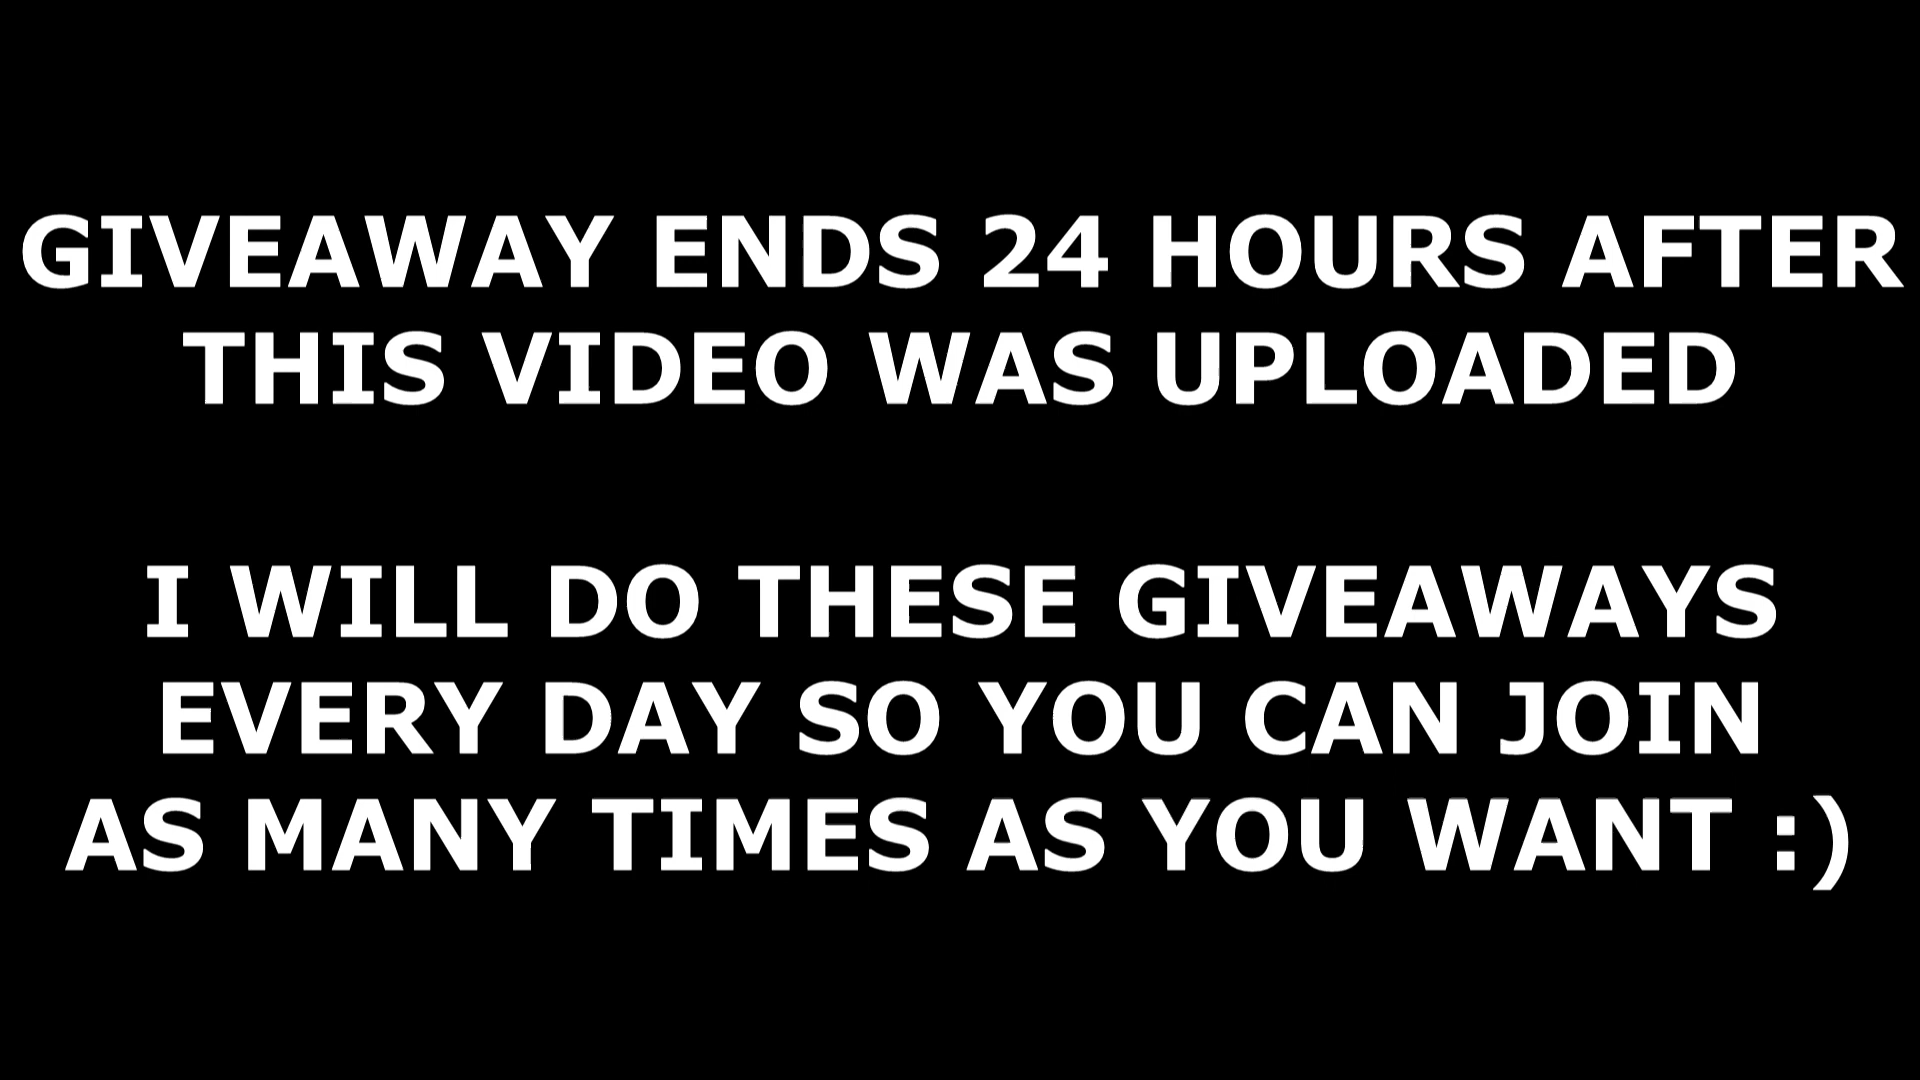 GIVEAWAY ENDS 24 HOURS AFTER
THIS VIDEO WAS UPLOADED
I WILL DO THESE GIVEAWAYS
EVERY DAY SO YOU CAN JOIN
AS MANY TIMES AS YOU WANT :)